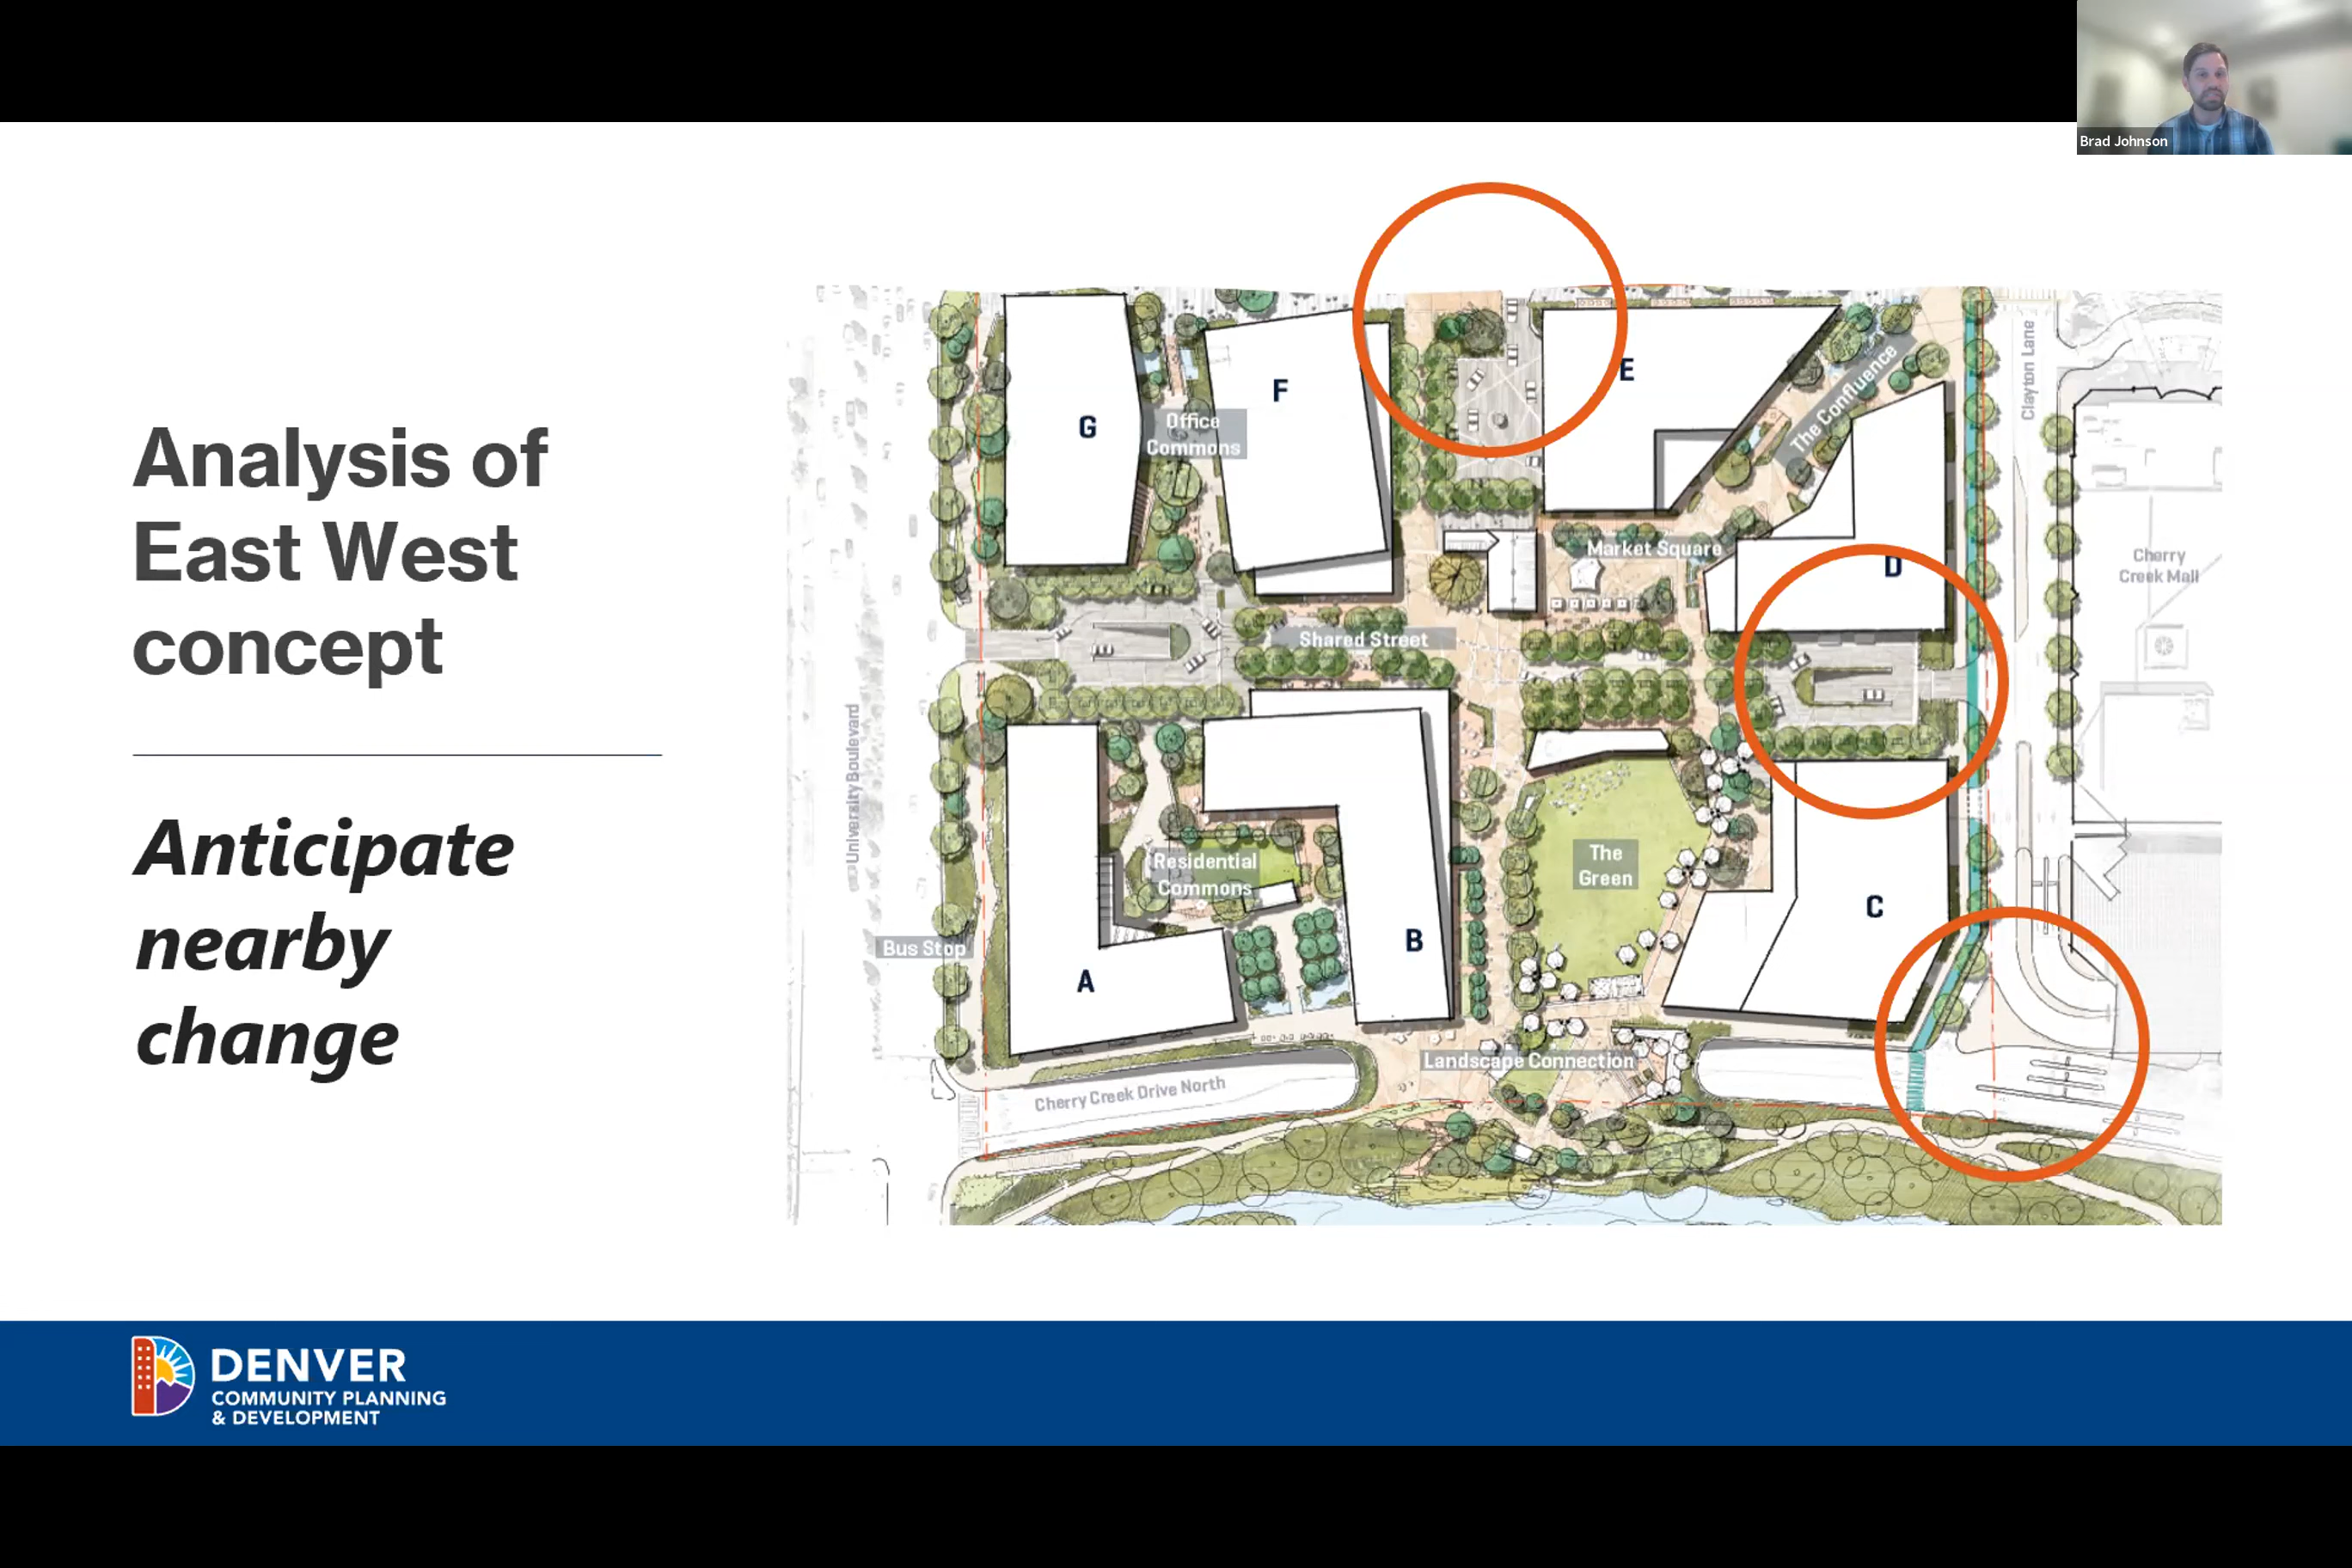 Brad Johnson
Analysis of
East West
concept
Anticipate
nearby
change
G
F
E
Office
Commons
The Confluence
Clayton Lane
Market Square
D
Cherry
Creek Mall
Shared Street
University Boulevard
Residential
Commons
The
Green
C
B
A
Bus Stop
Landscape Connection
Cherry Creek Drive North
DENVER
COMMUNITY PLANNING
& DEVELOPMENT